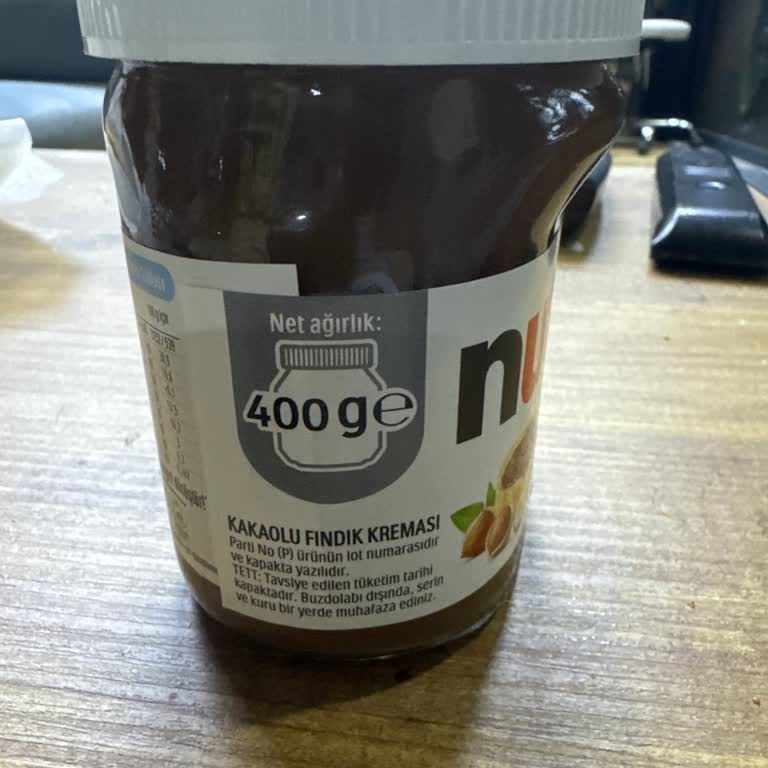 Net ağırlık:
400 g e
nu
KAKAOLU FINDIK KREMASI
Parti No (P) ürünün lot numarasıdır
ve kapakta yazılıdır.
TETT: Tavsiye edilen tüketim tarihi
kapaktadır. Buzdolabı dışında, serin
ve kuru bir yerde muhafaza ediniz.